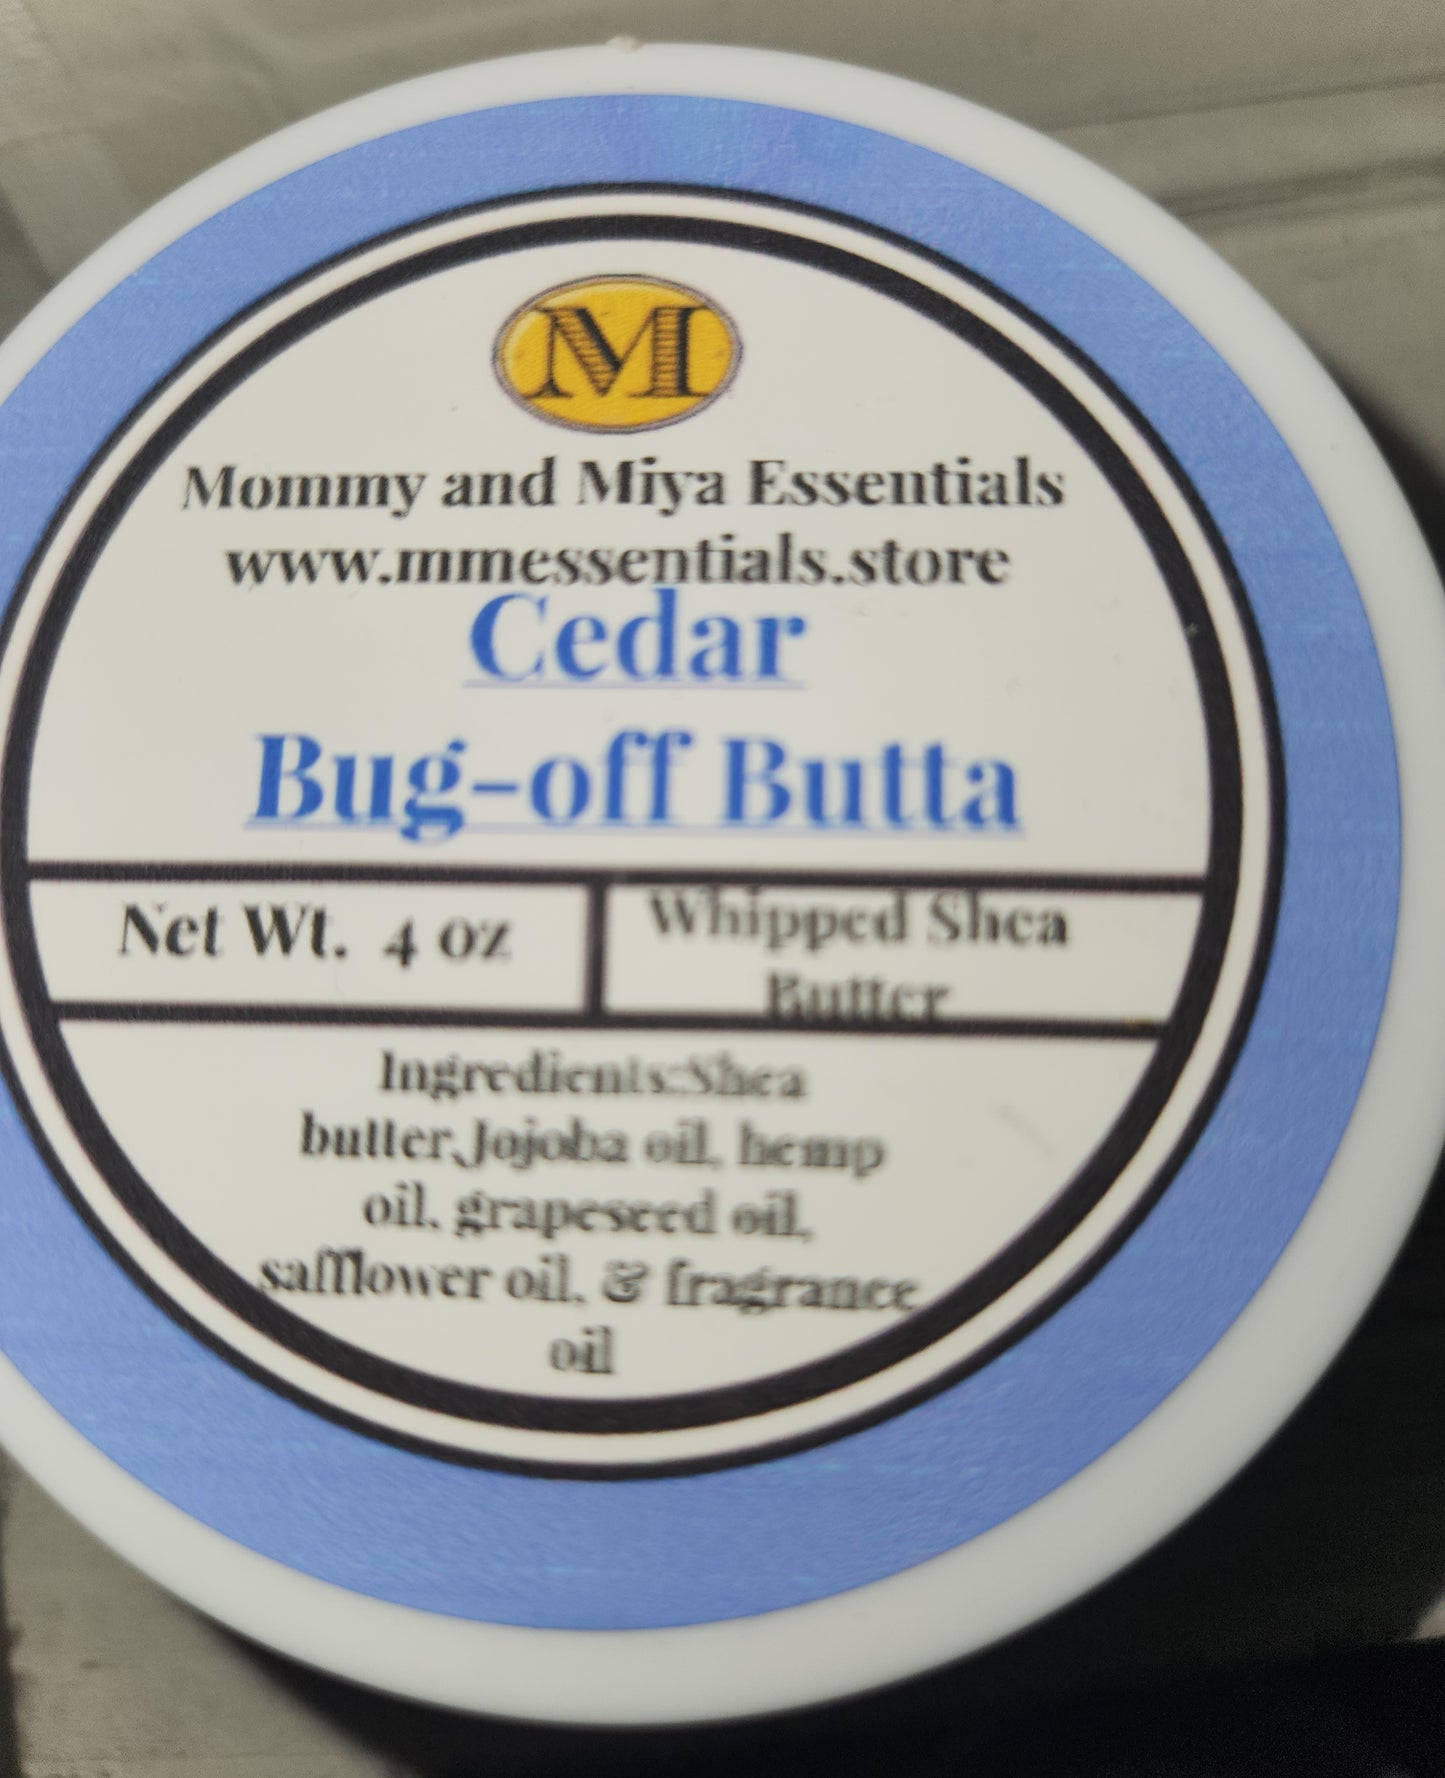 M
Mommy and Miya Essentials
www.mmessentials.store
Cedar
Bug-off Butta
Net Wt. 4 oz
Whipped Shea
Butter
Ingredients:Shea
butter,Jojoba oil, hemp
oil, grapeseed oil,
safflower oil, & fragrance
oil